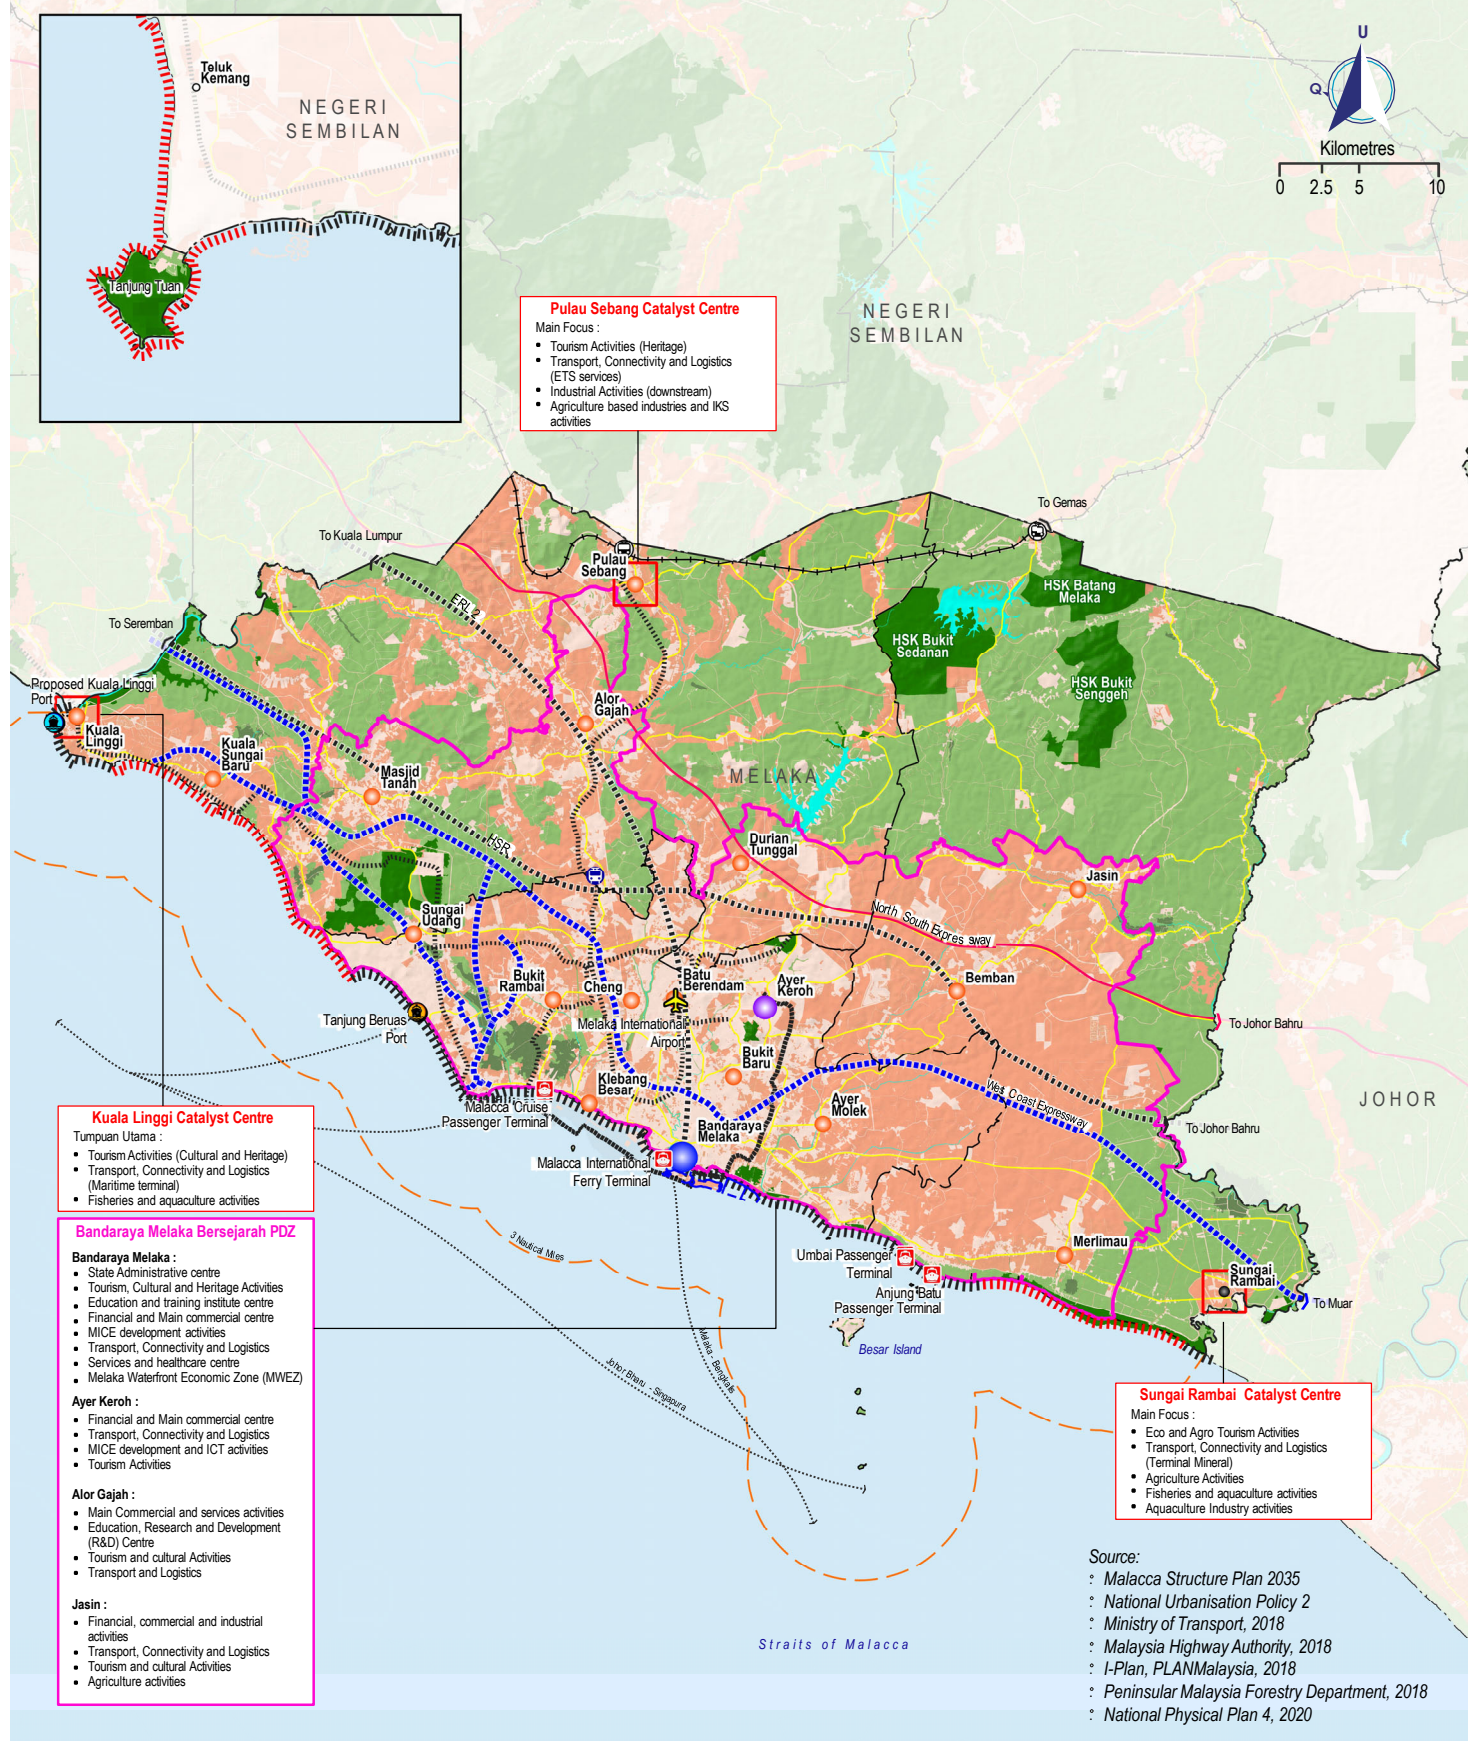 Teluk
Kemang
NEGERI
SEMBILAN
Tanjung Tuan
U
Q
Kilometres
0 2.5 5 10
Pulau Sebang Catalyst Centre
Main Focus :
• Tourism Activities (Heritage)
• Transport, Connectivity and Logistics
(ETS services)
• Industrial Activities (downstream)
• Agriculture based industries and IKS
activities
NEGERI
SEMBILAN
To Gemas
To Kuala Lumpur
Pulau
Sebang
HSK Batang
Melaka
ERL 2
To Seremban
HSK Bukit
Sedanan
HSK Bukit
Senggeh
Proposed Kuala Linggi
Port
Kuala
Linggi
Alor
Gajah
Kuala
Sungai
Baru
Masjid
Tanah
MELAKA
HSR
Durian
Tunggal
Jasin
Sungai
Udang
North South Expres sway
Bukit
Rambai
Cheng
Batu
Berendam
Ayer
Keroh
Bemban
Tanjung Beruas
Port
Melaka International
Airport
To Johor Bahru
Bukit
Baru
Klebang
Besar
West Coast Expressway
Malacca Cruise
Passenger Terminal
Ayer
Molek
JOHOR
Bandaraya
Melaka
To Johor Bahru
Malacca International
Ferry Terminal
3 Nautical Miles
Umbai Passenger
Terminal
Merlimau
Sungai
Rambai
Anjung Batu
Passenger Terminal
To Muar
Besar Island
Melaka - Bengkalis
Johor Bharu - Singapura
Kuala Linggi Catalyst Centre
Tumpuan Utama :
• Tourism Activities (Cultural and Heritage)
• Transport, Connectivity and Logistics
(Maritime terminal)
• Fisheries and aquaculture activities
Bandaraya Melaka Bersejarah PDZ
Bandaraya Melaka :
• State Administrative centre
• Tourism, Cultural and Heritage Activities
• Education and training institute centre
• Financial and Main commercial centre
• MICE development activities
• Transport, Connectivity and Logistics
• Services and healthcare centre
• Melaka Waterfront Economic Zone (MWEZ)
Ayer Keroh :
• Financial and Main commercial centre
• Transport, Connectivity and Logistics
• MICE development and ICT activities
• Tourism Activities
Alor Gajah :
• Main Commercial and services activities
• Education, Research and Development
(R&D) Centre
• Tourism and cultural Activities
• Transport and Logistics
Jasin :
• Financial, commercial and industrial
activities
• Transport, Connectivity and Logistics
• Tourism and cultural Activities
• Agriculture activities
Sungai Rambai Catalyst Centre
Main Focus :
• Eco and Agro Tourism Activities
• Transport, Connectivity and Logistics
(Terminal Mineral)
• Agriculture Activities
• Fisheries and aquaculture activities
• Aquaculture Industry activities
Straits of Malacca
Source:
: Malacca Structure Plan 2035
: National Urbanisation Policy 2
: Ministry of Transport, 2018
: Malaysia Highway Authority, 2018
: I-Plan, PLANMalaysia, 2018
: Peninsular Malaysia Forestry Department, 2018
: National Physical Plan 4, 2020